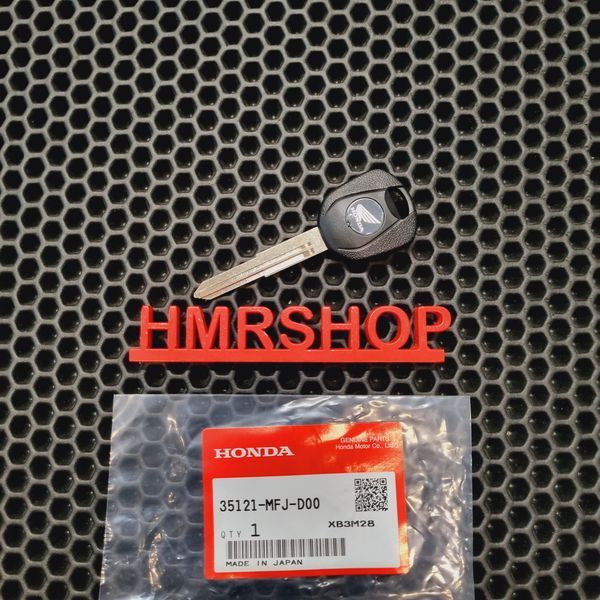 HMRSHOP
HONDA
GENUINE PARTS
Honda Motor Co., Ltd.
35121-MFJ-D00
QTY 1
XB3M28
MADE IN JAPAN